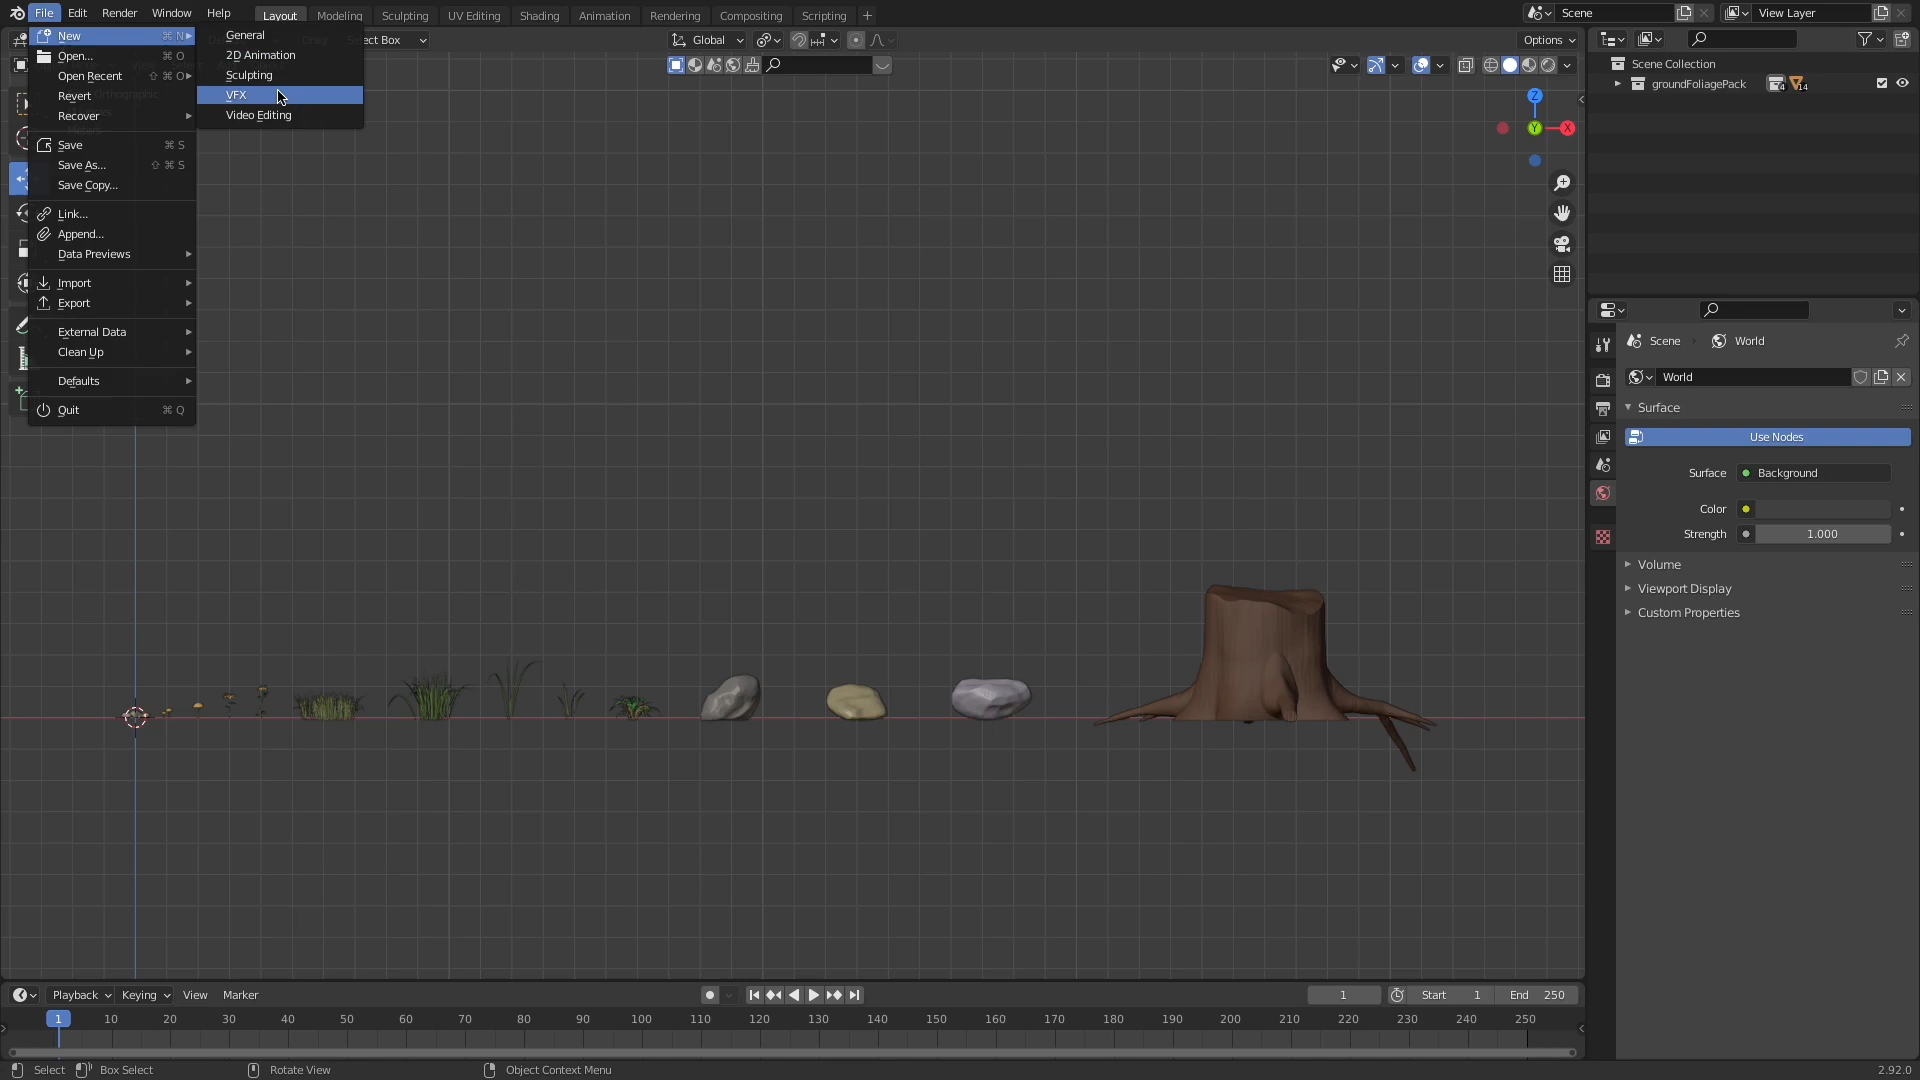 File Edit Render Window Help Layout Modeling Sculpting UV Editing Shading Animation Rendering Compositing Scripting Scene View Layer
New ⌘ N General
Open... ⌘ O 2D Animation
Open Recent ⇧ ⌘ O Sculpting
Revert VFX
Recover Video Editing
Save ⌘ S
Save As... ⇧ ⌘ S
Save Copy...
Link...
Append...
Data Previews
Import
Export
External Data
Clean Up
Defaults
Quit ⌘ Q
Select Box Global Options
Z
Y X
Scene Collection
groundFoliagePack 4 14
Scene World
World
Surface
Use Nodes
Surface Background
Color
Strength 1.000
Volume
Viewport Display
Custom Properties
Playback Keying View Marker 1 Start 1 End 250
1 10 20 30 40 50 60 70 80 90 100 110 120 130 140 150 160 170 180 190 200 210 220 230 240 250
Select Box Select Rotate View Object Context Menu 2.92.0